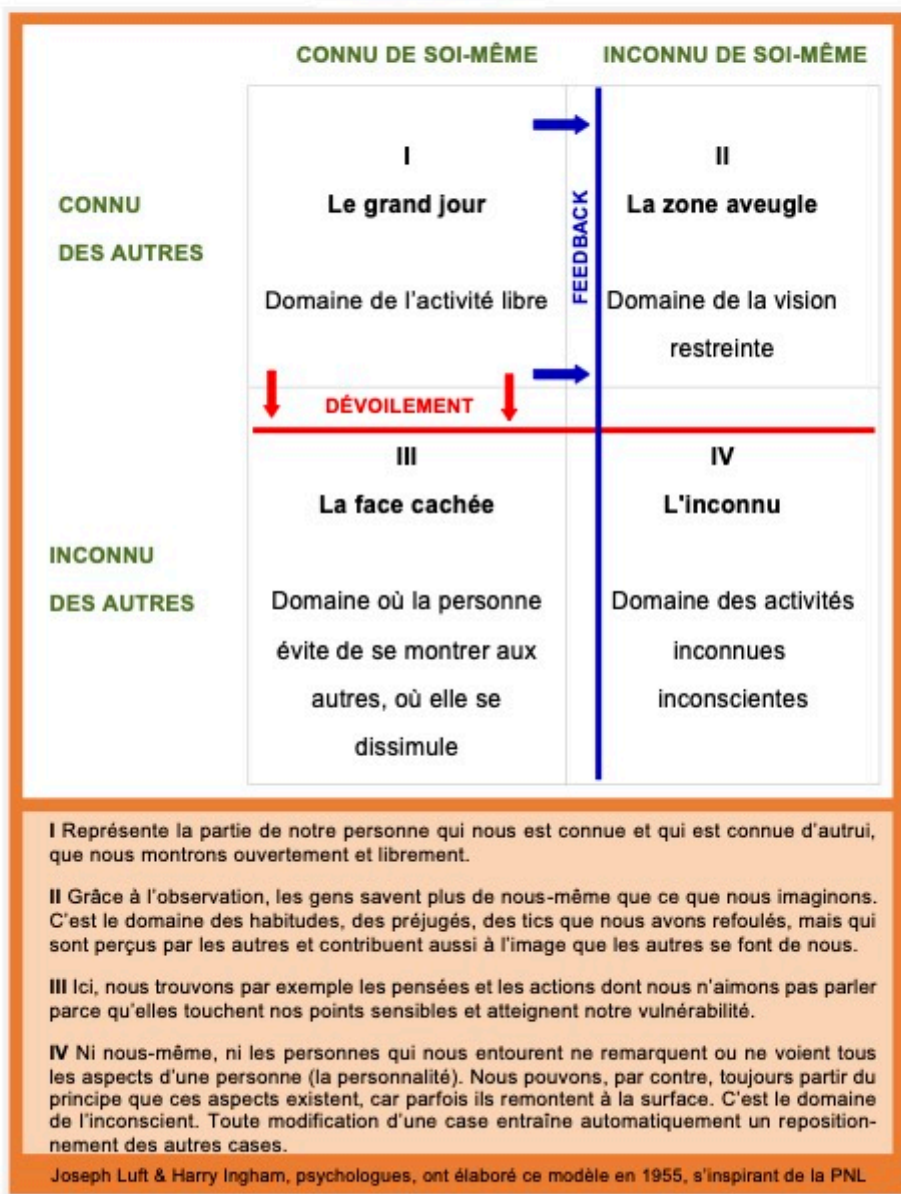 CONNU DE SOI-MÊME
INCONNU DE SOI-MÊME
CONNU
DES AUTRES
I
Le grand jour
Domaine de l'activité libre
FEEDBACK
II
La zone aveugle
Domaine de la vision
restreinte
DÉVOILEMENT
INCONNU
DES AUTRES
III
La face cachée
Domaine où la personne
évite de se montrer aux
autres, où elle se
dissimule
IV
L'inconnu
Domaine des activités
inconnues
inconscientes
I Représente la partie de notre personne qui nous est connue et qui est connue d'autrui,
que nous montrons ouvertement et librement.
II Grâce à l'observation, les gens savent plus de nous-même que ce que nous imaginons.
C'est le domaine des habitudes, des préjugés, des tics que nous avons refoulés, mais qui
sont perçus par les autres et contribuent aussi à l'image que les autres se font de nous.
III Ici, nous trouvons par exemple les pensées et les actions dont nous n'aimons pas parler
parce qu'elles touchent nos points sensibles et atteignent notre vulnérabilité.
IV Ni nous-même, ni les personnes qui nous entourent ne remarquent ou ne voient tous
les aspects d'une personne (la personnalité). Nous pouvons, par contre, toujours partir du
principe que ces aspects existent, car parfois ils remontent à la surface. C'est le domaine
de l'inconscient. Toute modification d'une case entraîne automatiquement un reposition-
nement des autres cases.
Joseph Luft & Harry Ingham, psychologues, ont élaboré ce modèle en 1955, s'inspirant de la PNL